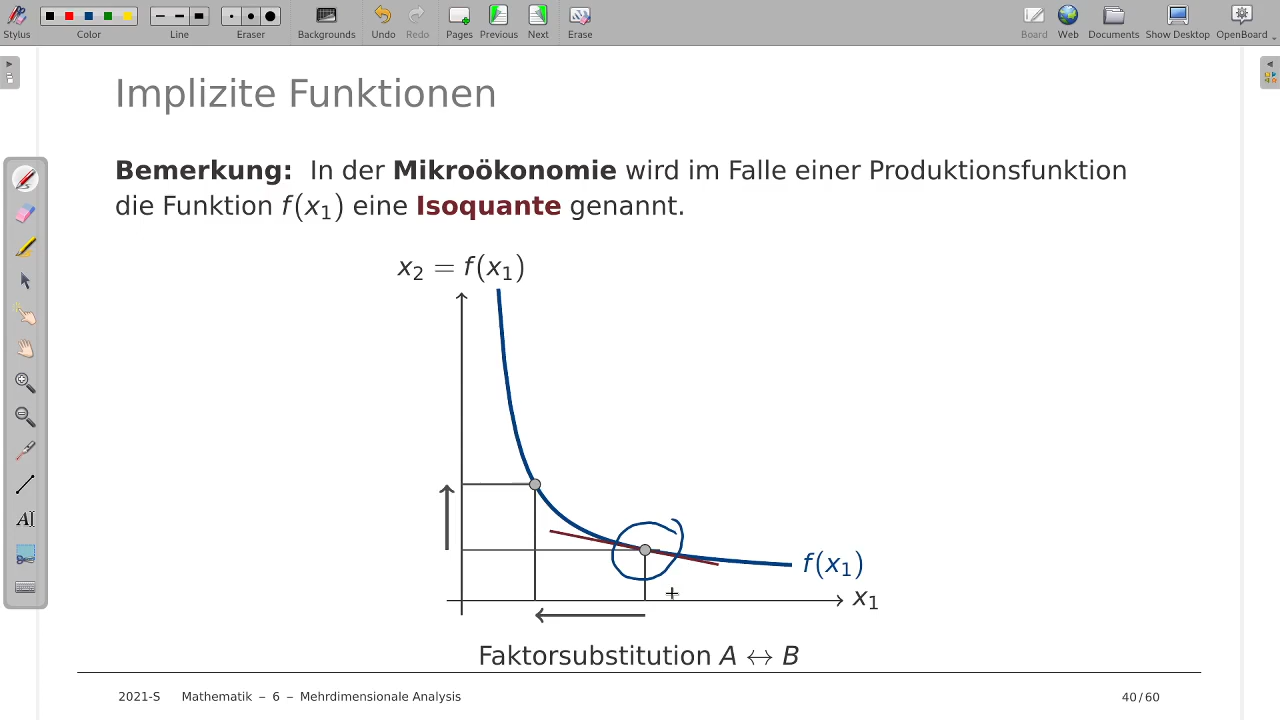 Stylus Color Line Eraser Backgrounds Undo Redo Pages Previous Next Erase Board Web Documents Show Desktop OpenBoard
Implizite Funktionen
Bemerkung: In der Mikroökonomie wird im Falle einer Produktionsfunktion
die Funktion f(x₁) eine Isoquante genannt.
x₂ = f(x₁)
f(x₁)
x₁
Faktorsubstitution A ↔ B
2021-S Mathematik – 6 – Mehrdimensionale Analysis 40/60